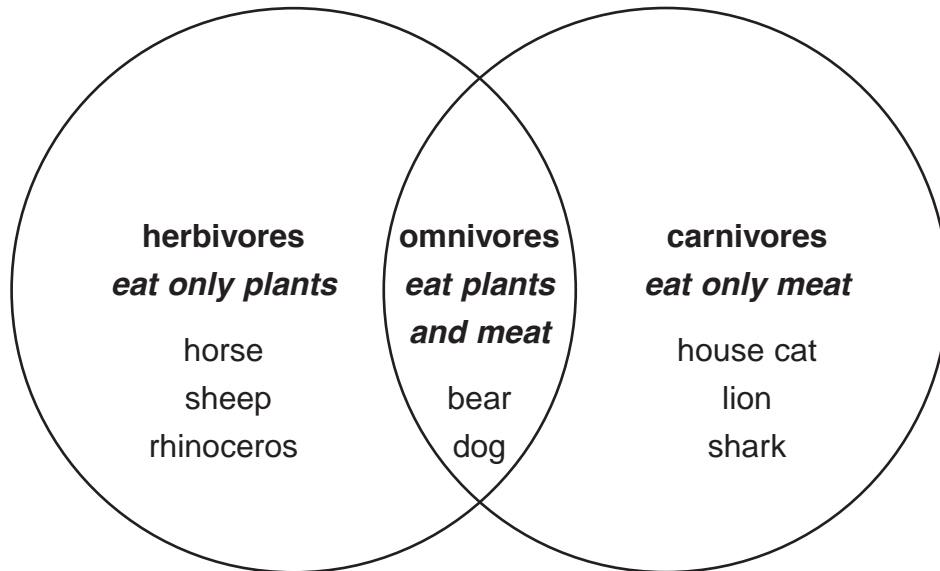 herbivores
eat only plants
horse
sheep
rhinoceros
omnivores
eat plants
and meat
bear
dog
carnivores
eat only meat
house cat
lion
shark